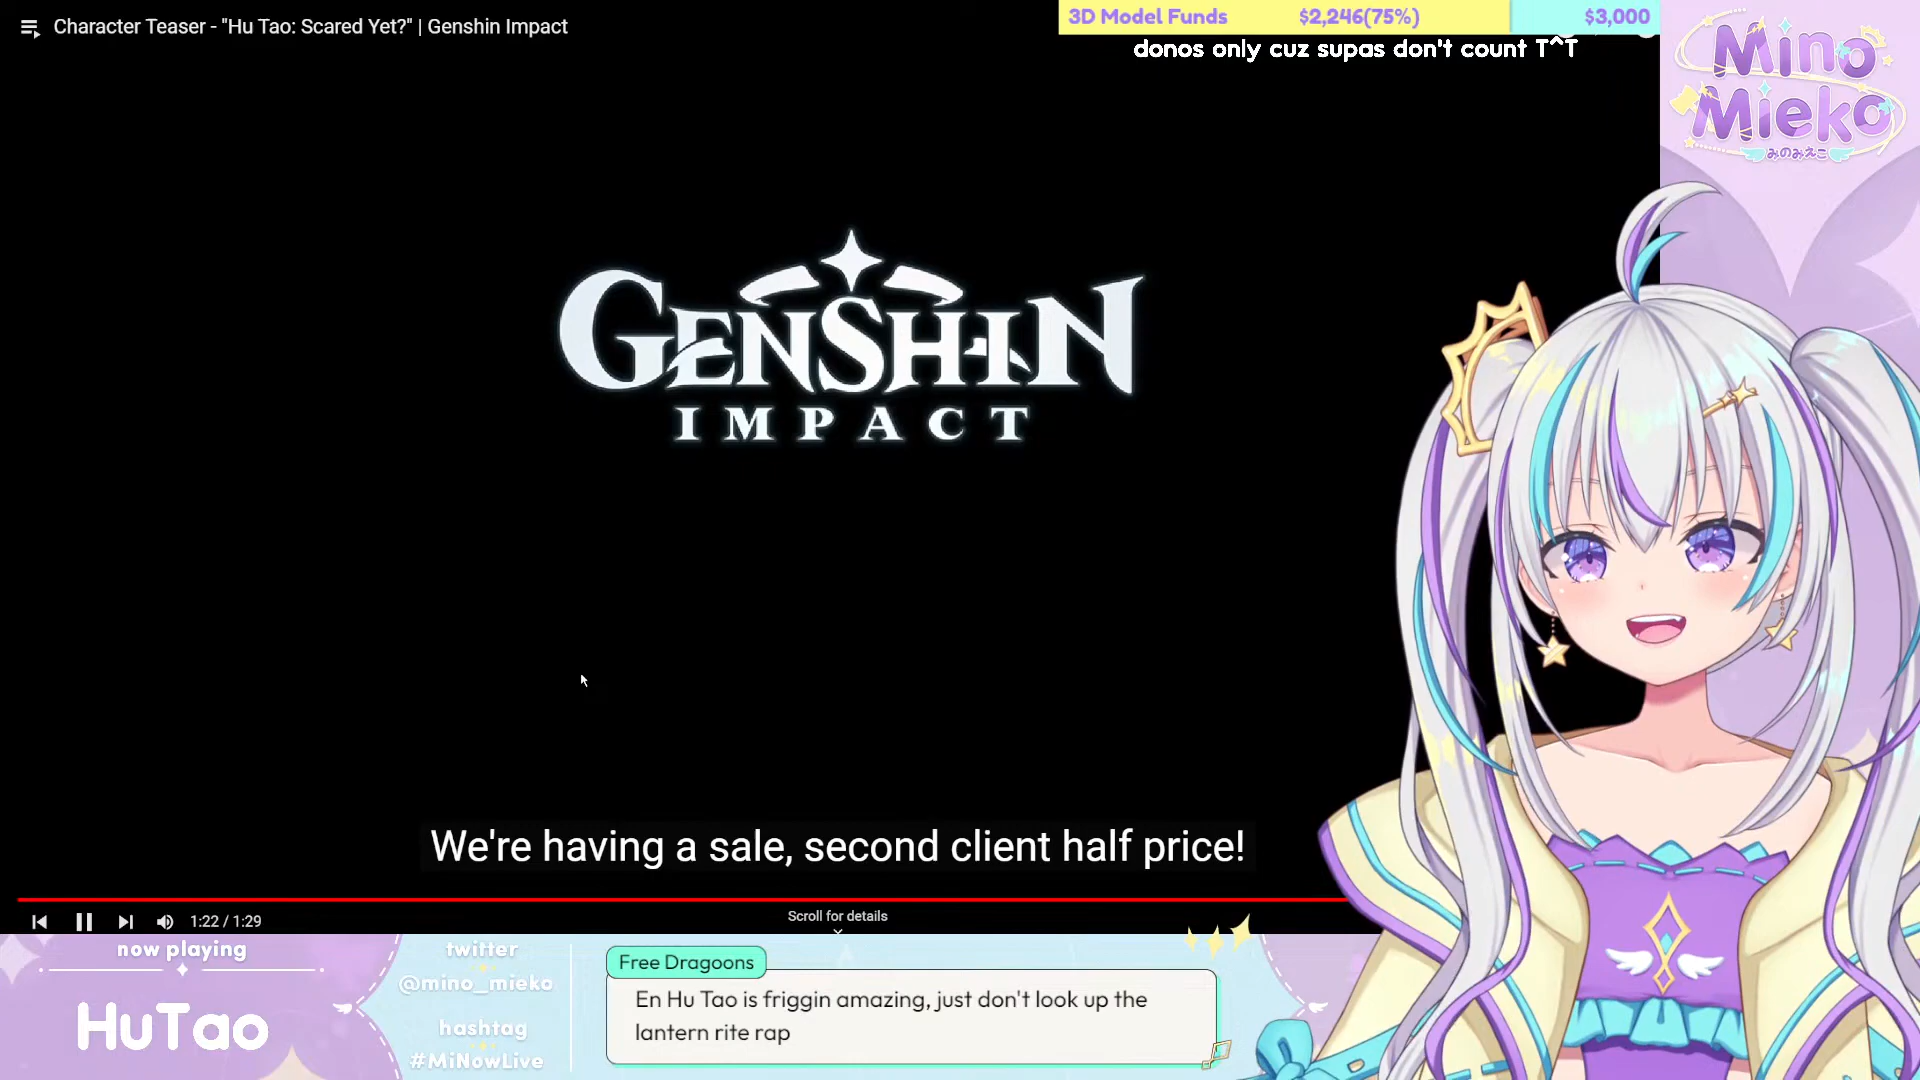 Character Teaser - "Hu Tao: Scared Yet?" | Genshin Impact
3D Model Funds $2,246(75%) $3,000
donos only cuz supas don't count T^T
Mino
Mieko
みのみえこ
GENSHIN
IMPACT
We're having a sale, second client half price!
1:22 / 1:29
Scroll for details
now playing
HuTao
twitter
@mino_mieko
hashtag
#MiNowLive
Free Dragoons
En Hu Tao is friggin amazing, just don't look up the
lantern rite rap